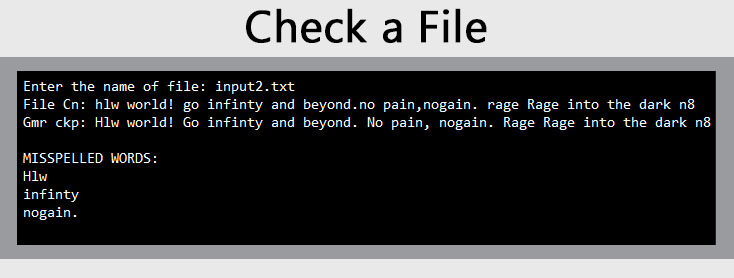 Check a File
Enter the name of file: input2.txt
File Cn: hlw world! go infinty and beyond.no pain,nogain. rage Rage into the dark n8
Gmr ckp: Hlw world! Go infinty and beyond. No pain, nogain. Rage Rage into the dark n8
MISSPELLED WORDS:
Hlw
infinty
nogain.